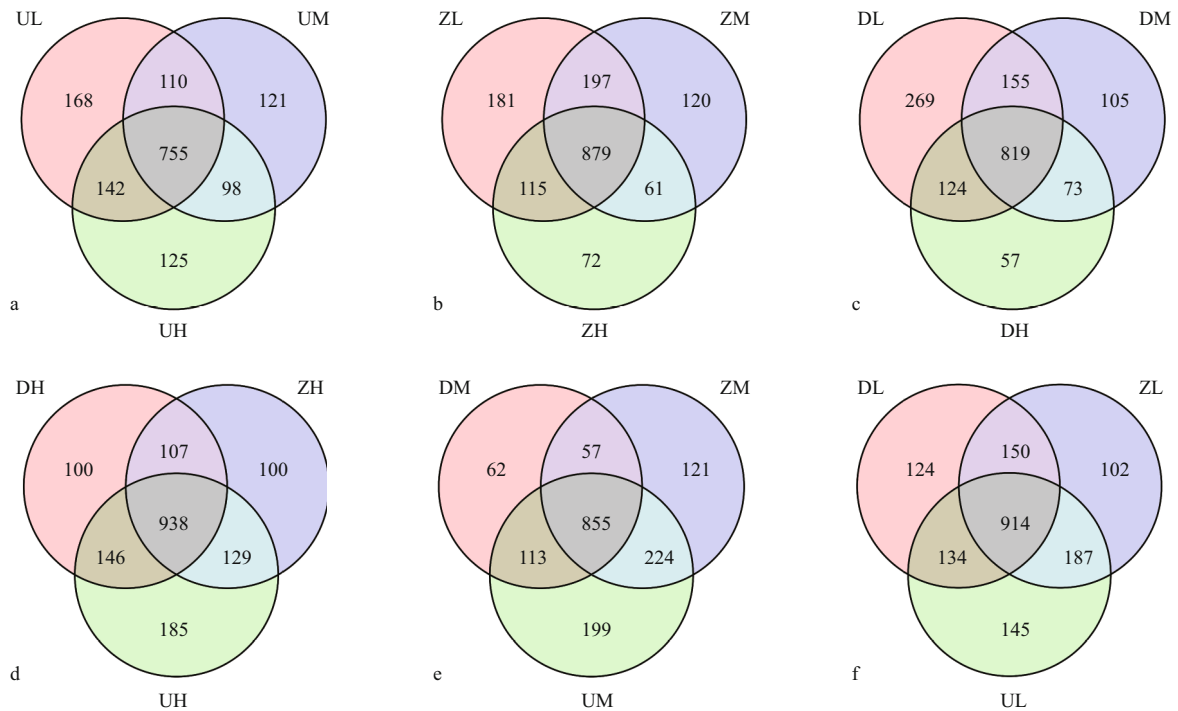 UL UM
168 110 121
755
142 98
125
a
UH
ZL ZM
181 197 120
879
115 61
72
b
ZH
DL DM
269 155 105
819
124 73
57
c
DH
DH ZH
100 107 100
938
146 129
185
d
UH
DM ZM
62 57 121
855
113 224
199
e
UM
DL ZL
124 150 102
914
134 187
145
f
UL